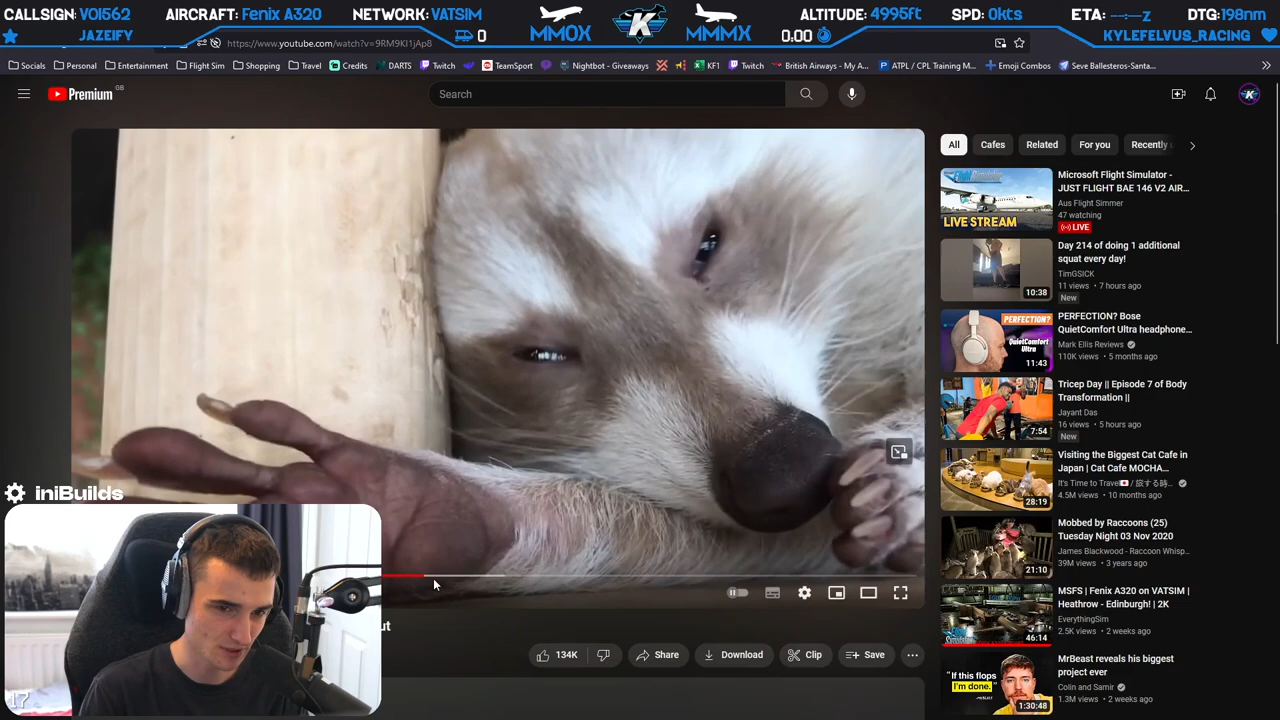 CALLSIGN: VOI562 AIRCRAFT: Fenix A320 NETWORK: VATSIM ALTITUDE: 4995ft SPD: 0kts ETA: --:--z DTG: 198nm
JAZEIFY 0 MMOX K MMMX 0.00 KYLEFELVUS_RACING
https://www.youtube.com/watch?v=9RM9KI1jAp8
Socials Personal Entertainment Flight Sim Shopping Travel Credits DARTS Twitch TeamSport Nightbot - Giveaways KF1 Twitch British Airways - My A... ATPL / CPL Training M... Emoji Combos Seve Ballesteros-Santa...
Premium GB
Search
All Cafes Related For you Recently
Microsoft Flight Simulator -
JUST FLIGHT BAE 146 V2 AIR...
Aus Flight Simmer
47 watching
LIVE
LIVE STREAM
Day 214 of doing 1 additional
squat every day!
TimGSICK
11 views • 7 hours ago
New
10:38
PERFECTION? Bose
QuietComfort Ultra headphone...
Mark Ellis Reviews
110K views • 5 months ago
PERFECTION?
QuietComfort
Ultra
11:43
Tricep Day || Episode 7 of Body
Transformation ||
Jayant Das
16 views • 5 hours ago
New
7:54
Visiting the Biggest Cat Cafe in
Japan | Cat Cafe MOCHA...
It's Time to Travel / 旅する時...
4.5M views • 10 months ago
28:19
Mobbed by Raccoons (25)
Tuesday Night 03 Nov 2020
James Blackwood - Raccoon Whisp...
39M views • 3 years ago
21:10
MSFS | Fenix A320 on VATSIM |
Heathrow - Edinburgh! | 2K
EverythingSim
2.5K views • 2 weeks ago
46:14
MrBeast reveals his biggest
project ever
Colin and Samir
1.3M views • 2 weeks ago
"If this flops
I'm done."
1:30:48
iniBuilds
ut
134K Share Download Clip Save
17